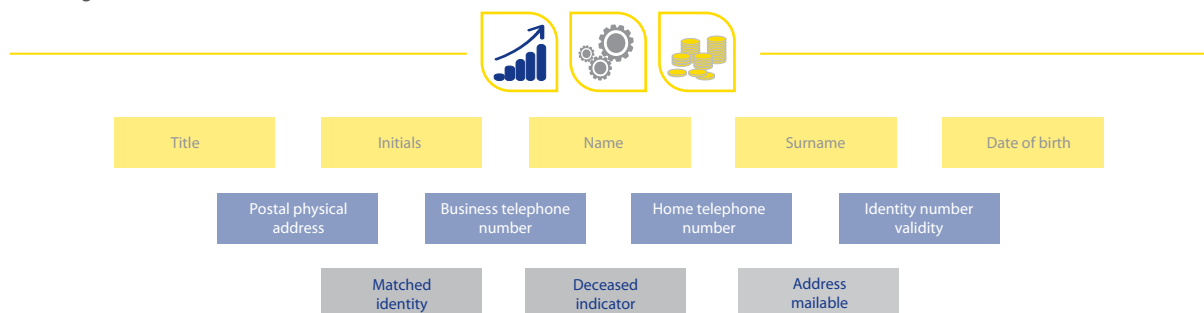 Title
Initials
Name
Surname
Date of birth
Postal physical
address
Business telephone
number
Home telephone
number
Identity number
validity
Matched
identity
Deceased
indicator
Address
mailable